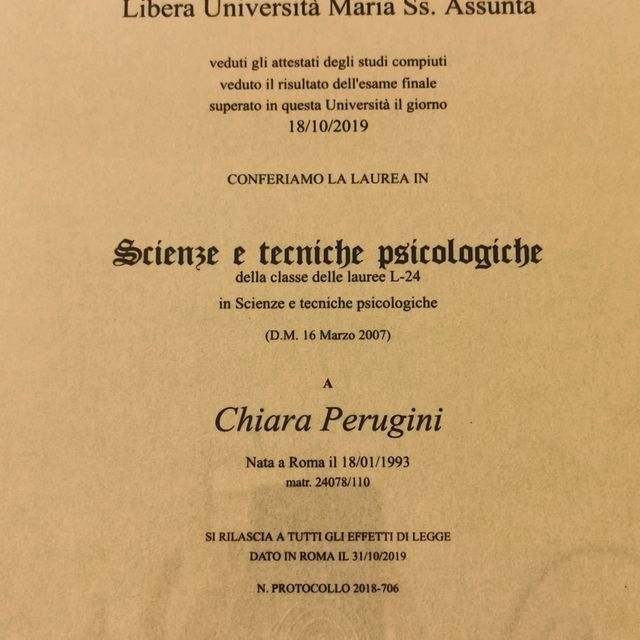 Libera Università Maria Ss. Assunta
veduti gli attestati degli studi compiuti
veduto il risultato dell'esame finale
superato in questa Università il giorno
18/10/2019
CONFERIAMO LA LAUREA IN
Scienze e tecniche psicologiche
della classe delle lauree L-24
in Scienze e tecniche psicologiche
(D.M. 16 Marzo 2007)
A
Chiara Perugini
Nata a Roma il 18/01/1993
matr. 24078/110
SI RILASCIA A TUTTI GLI EFFETTI DI LEGGE
DATO IN ROMA IL 31/10/2019
N. PROTOCOLLO 2018-706